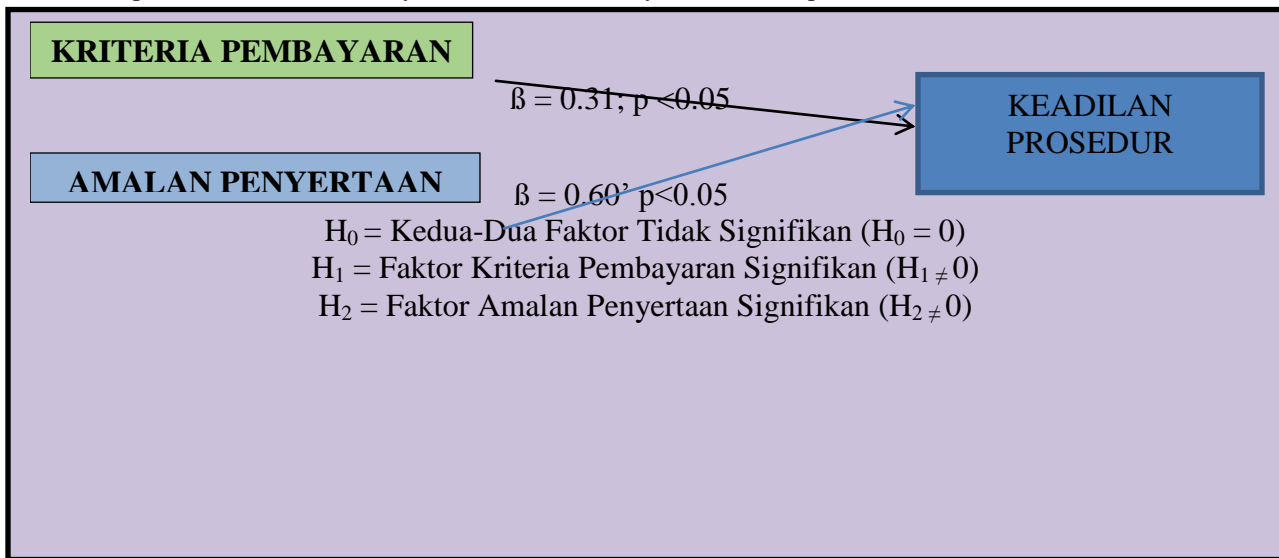 KRITERIA PEMBAYARAN
ß = 0.31; p <0.05
KEADILAN
PROSEDUR
AMALAN PENYERTAAN
ß = 0.60’ p<0.05
H₀ = Kedua-Dua Faktor Tidak Signifikan (H₀ = 0)
H₁ = Faktor Kriteria Pembayaran Signifikan (H₁ ≠ 0)
H₂ = Faktor Amalan Penyertaan Signifikan (H₂ ≠ 0)